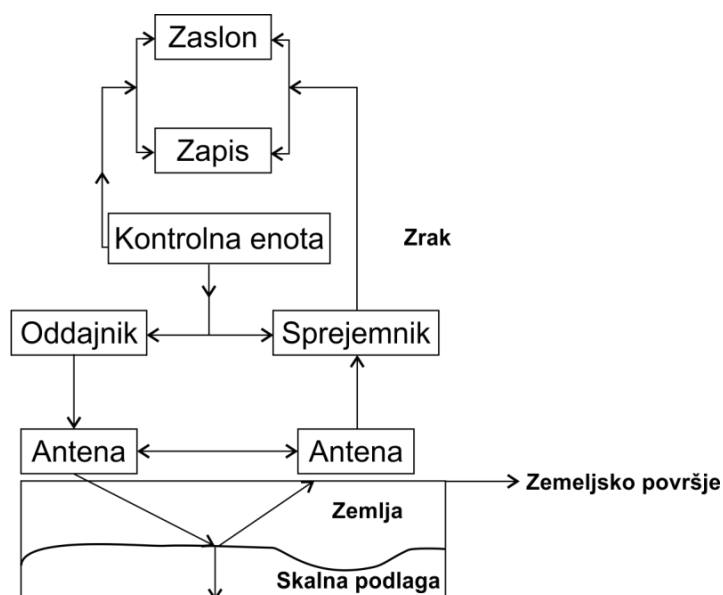 Zaslon
Zapis
Kontrolna enota
Zrak
Oddajnik
Sprejemnik
Antena
Antena
Zemeljsko površje
Zemlja
Skalna podlaga